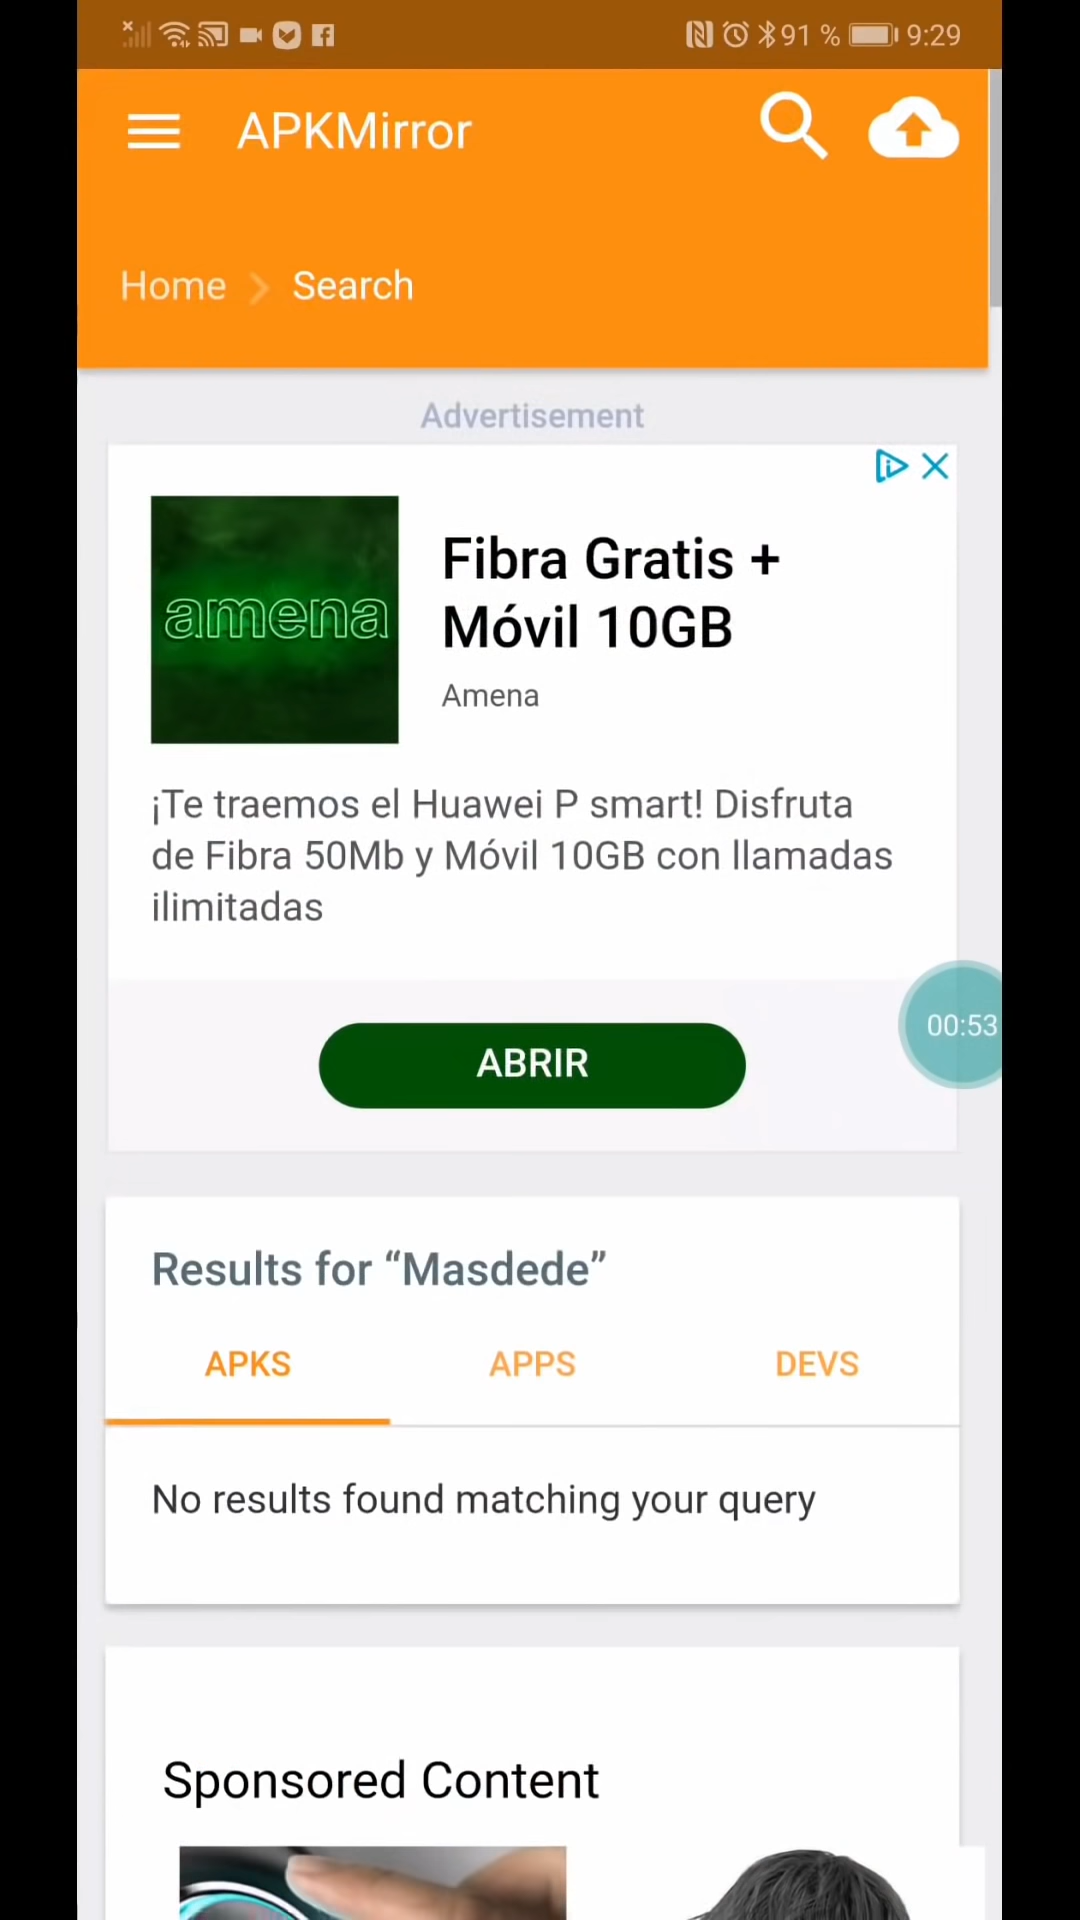 91 % 9:29
APKMirror
Home Search
Advertisement
amena
Fibra Gratis +
Móvil 10GB
Amena
¡Te traemos el Huawei P smart! Disfruta
de Fibra 50Mb y Móvil 10GB con llamadas
ilimitadas
00:53
ABRIR
Results for “Masdede”
APKS APPS DEVS
No results found matching your query
Sponsored Content